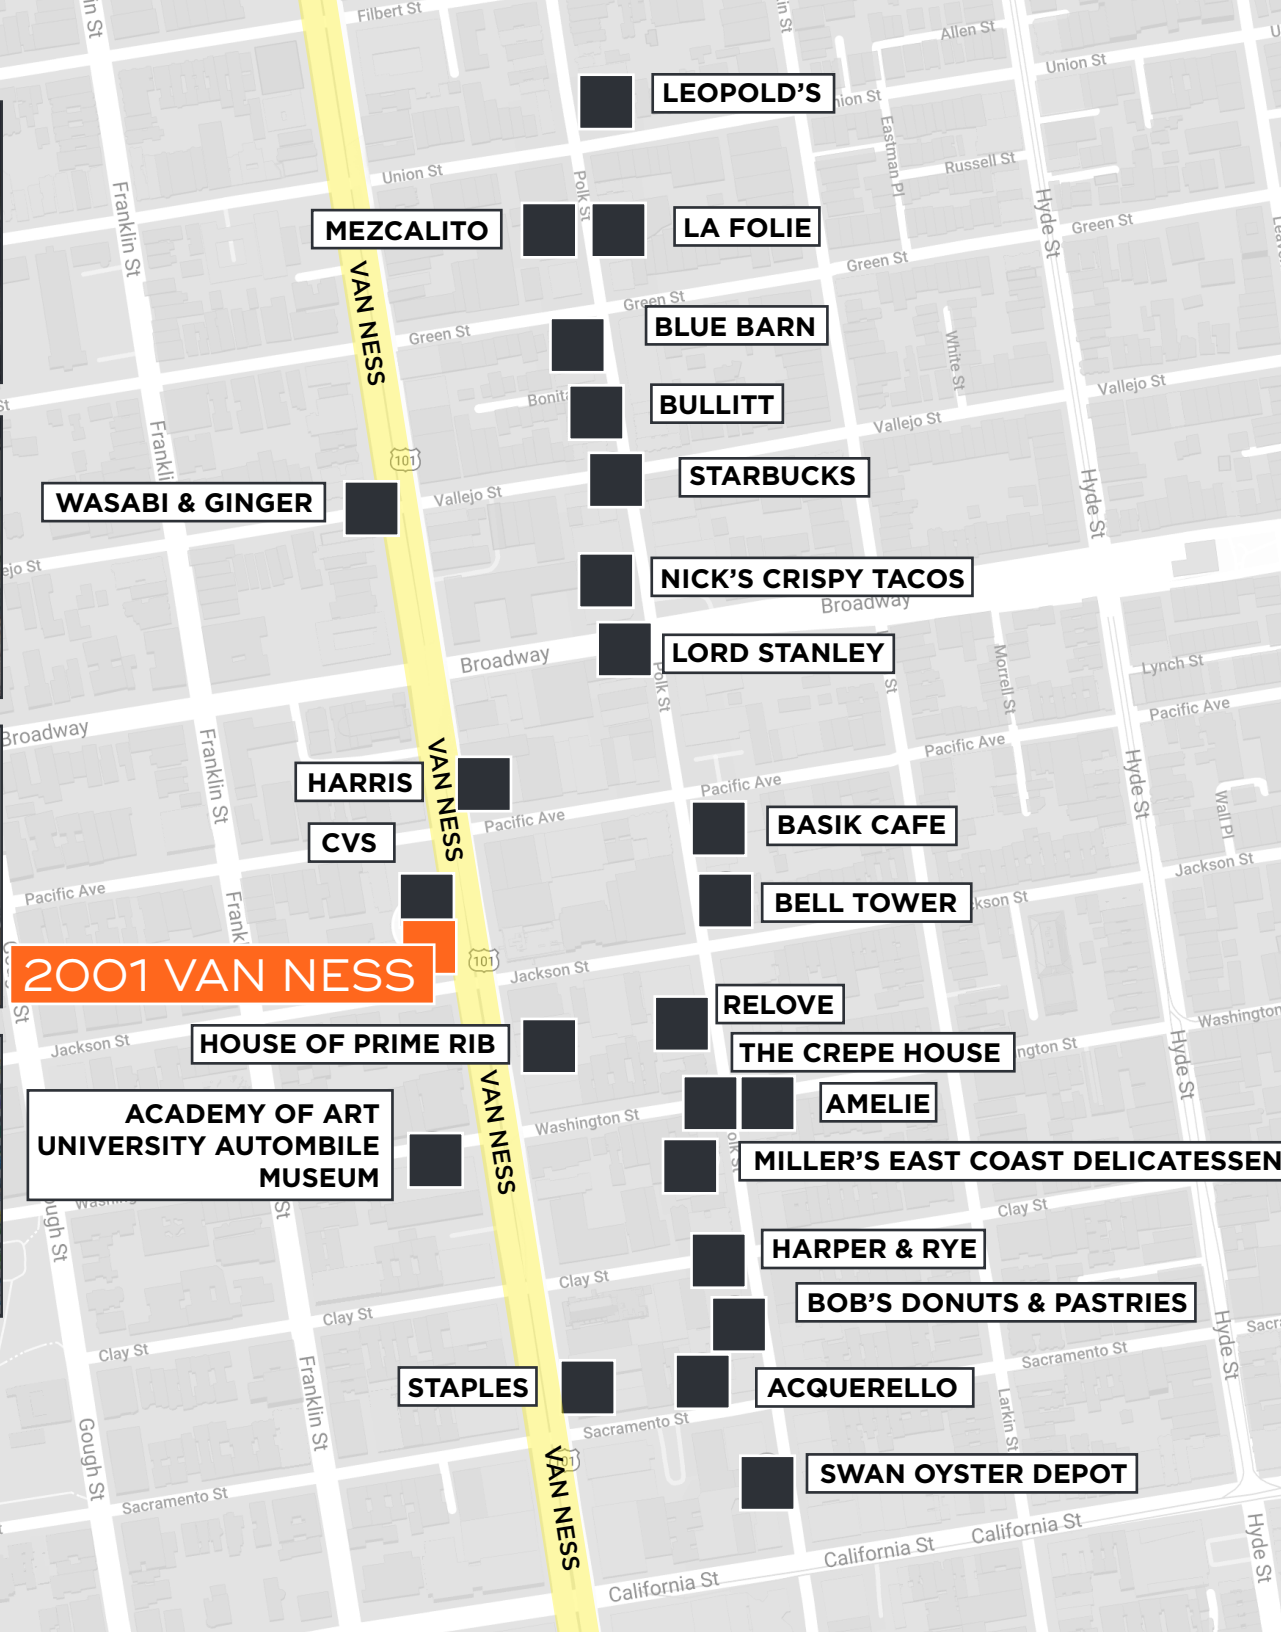 Filbert St
Allen St
Union St
LEOPOLD'S
Eastman Pl
Russell St
Union St
Franklin St
Polk St
Hyde St
MEZCALITO
LA FOLIE
Green St
Green St
Green St
VAN NESS
BLUE BARN
Green St
White St
Vallejo St
BULLITT
Vallejo St
101
STARBUCKS
WASABI & GINGER
Vallejo St
Hyde St
NICK'S CRISPY TACOS
Broadway
LORD STANLEY
Broadway
Polk St
Morrell St
Lynch St
Pacific Ave
Broadway
Franklin St
VAN NESS
Pacific Ave
Hyde St
HARRIS
Pacific Ave
Pacific Ave
Wall Pl
BASIK CAFE
CVS
Jackson St
Pacific Ave
BELL TOWER
2001 VAN NESS
101
Jackson St
RELOVE
Washington
Jackson St
HOUSE OF PRIME RIB
THE CREPE HOUSE
Hyde St
VAN NESS
AMELIE
ACADEMY OF ART
UNIVERSITY AUTOMBILE
MUSEUM
Washington St
MILLER'S EAST COAST DELICATESSEN
Clay St
HARPER & RYE
Clay St
BOB'S DONUTS & PASTRIES
Clay St
Clay St
Hyde St
Sacramento St
STAPLES
ACQUERELLO
Franklin St
Larkin St
Sacramento St
Gough St
101
VAN NESS
SWAN OYSTER DEPOT
Sacramento St
California St
California St
Hyde St
California St